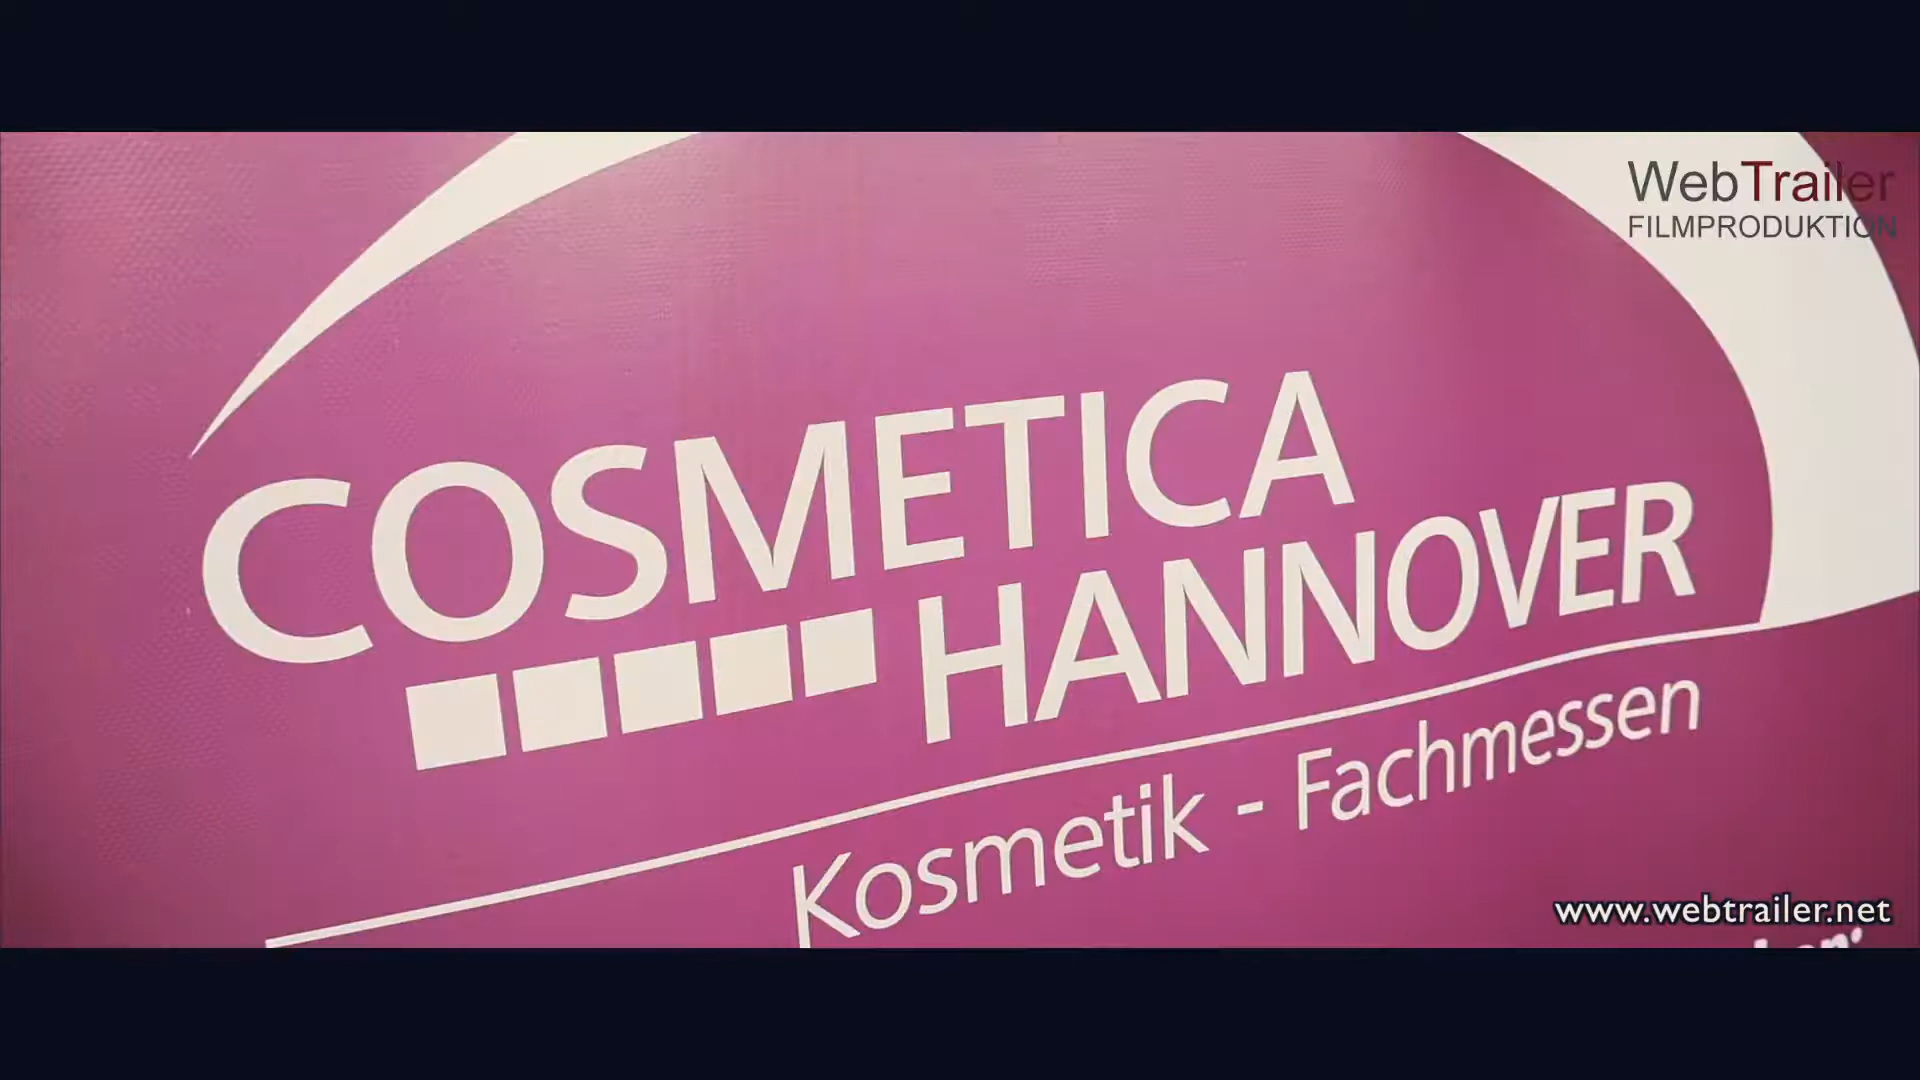 WebTrailer
FILMPRODUKTION
COSMETICA
HANNOVER
Kosmetik - Fachmessen
www.webtrailer.net